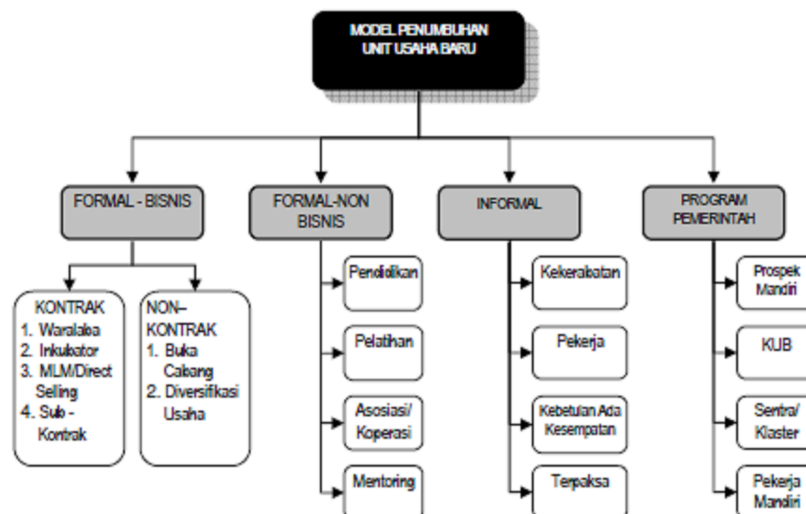 MODEL PENUMBUHAN
UNIT USAHA BARU
FORMAL - BISNIS
FORMAL-NON
BISNIS
INFORMAL
PROGRAM
PEMERINTAH
KONTRAK
1. Waralaba
2. Inkubator
3. MLM/Direct
Selling
4. Sub -
Kontrak
NON–
KONTRAK
1. Buka
Cabang
2. Diversifikasi
Usaha
Pendidikan
Pelatihan
Asosiasi/
Koperasi
Mentoring
Kekerabatan
Pekerja
Kebetulan Ada
Kesempatan
Terpaksa
Prospek
Mandiri
KUB
Sentra/
Klaster
Pekerja
Mandiri